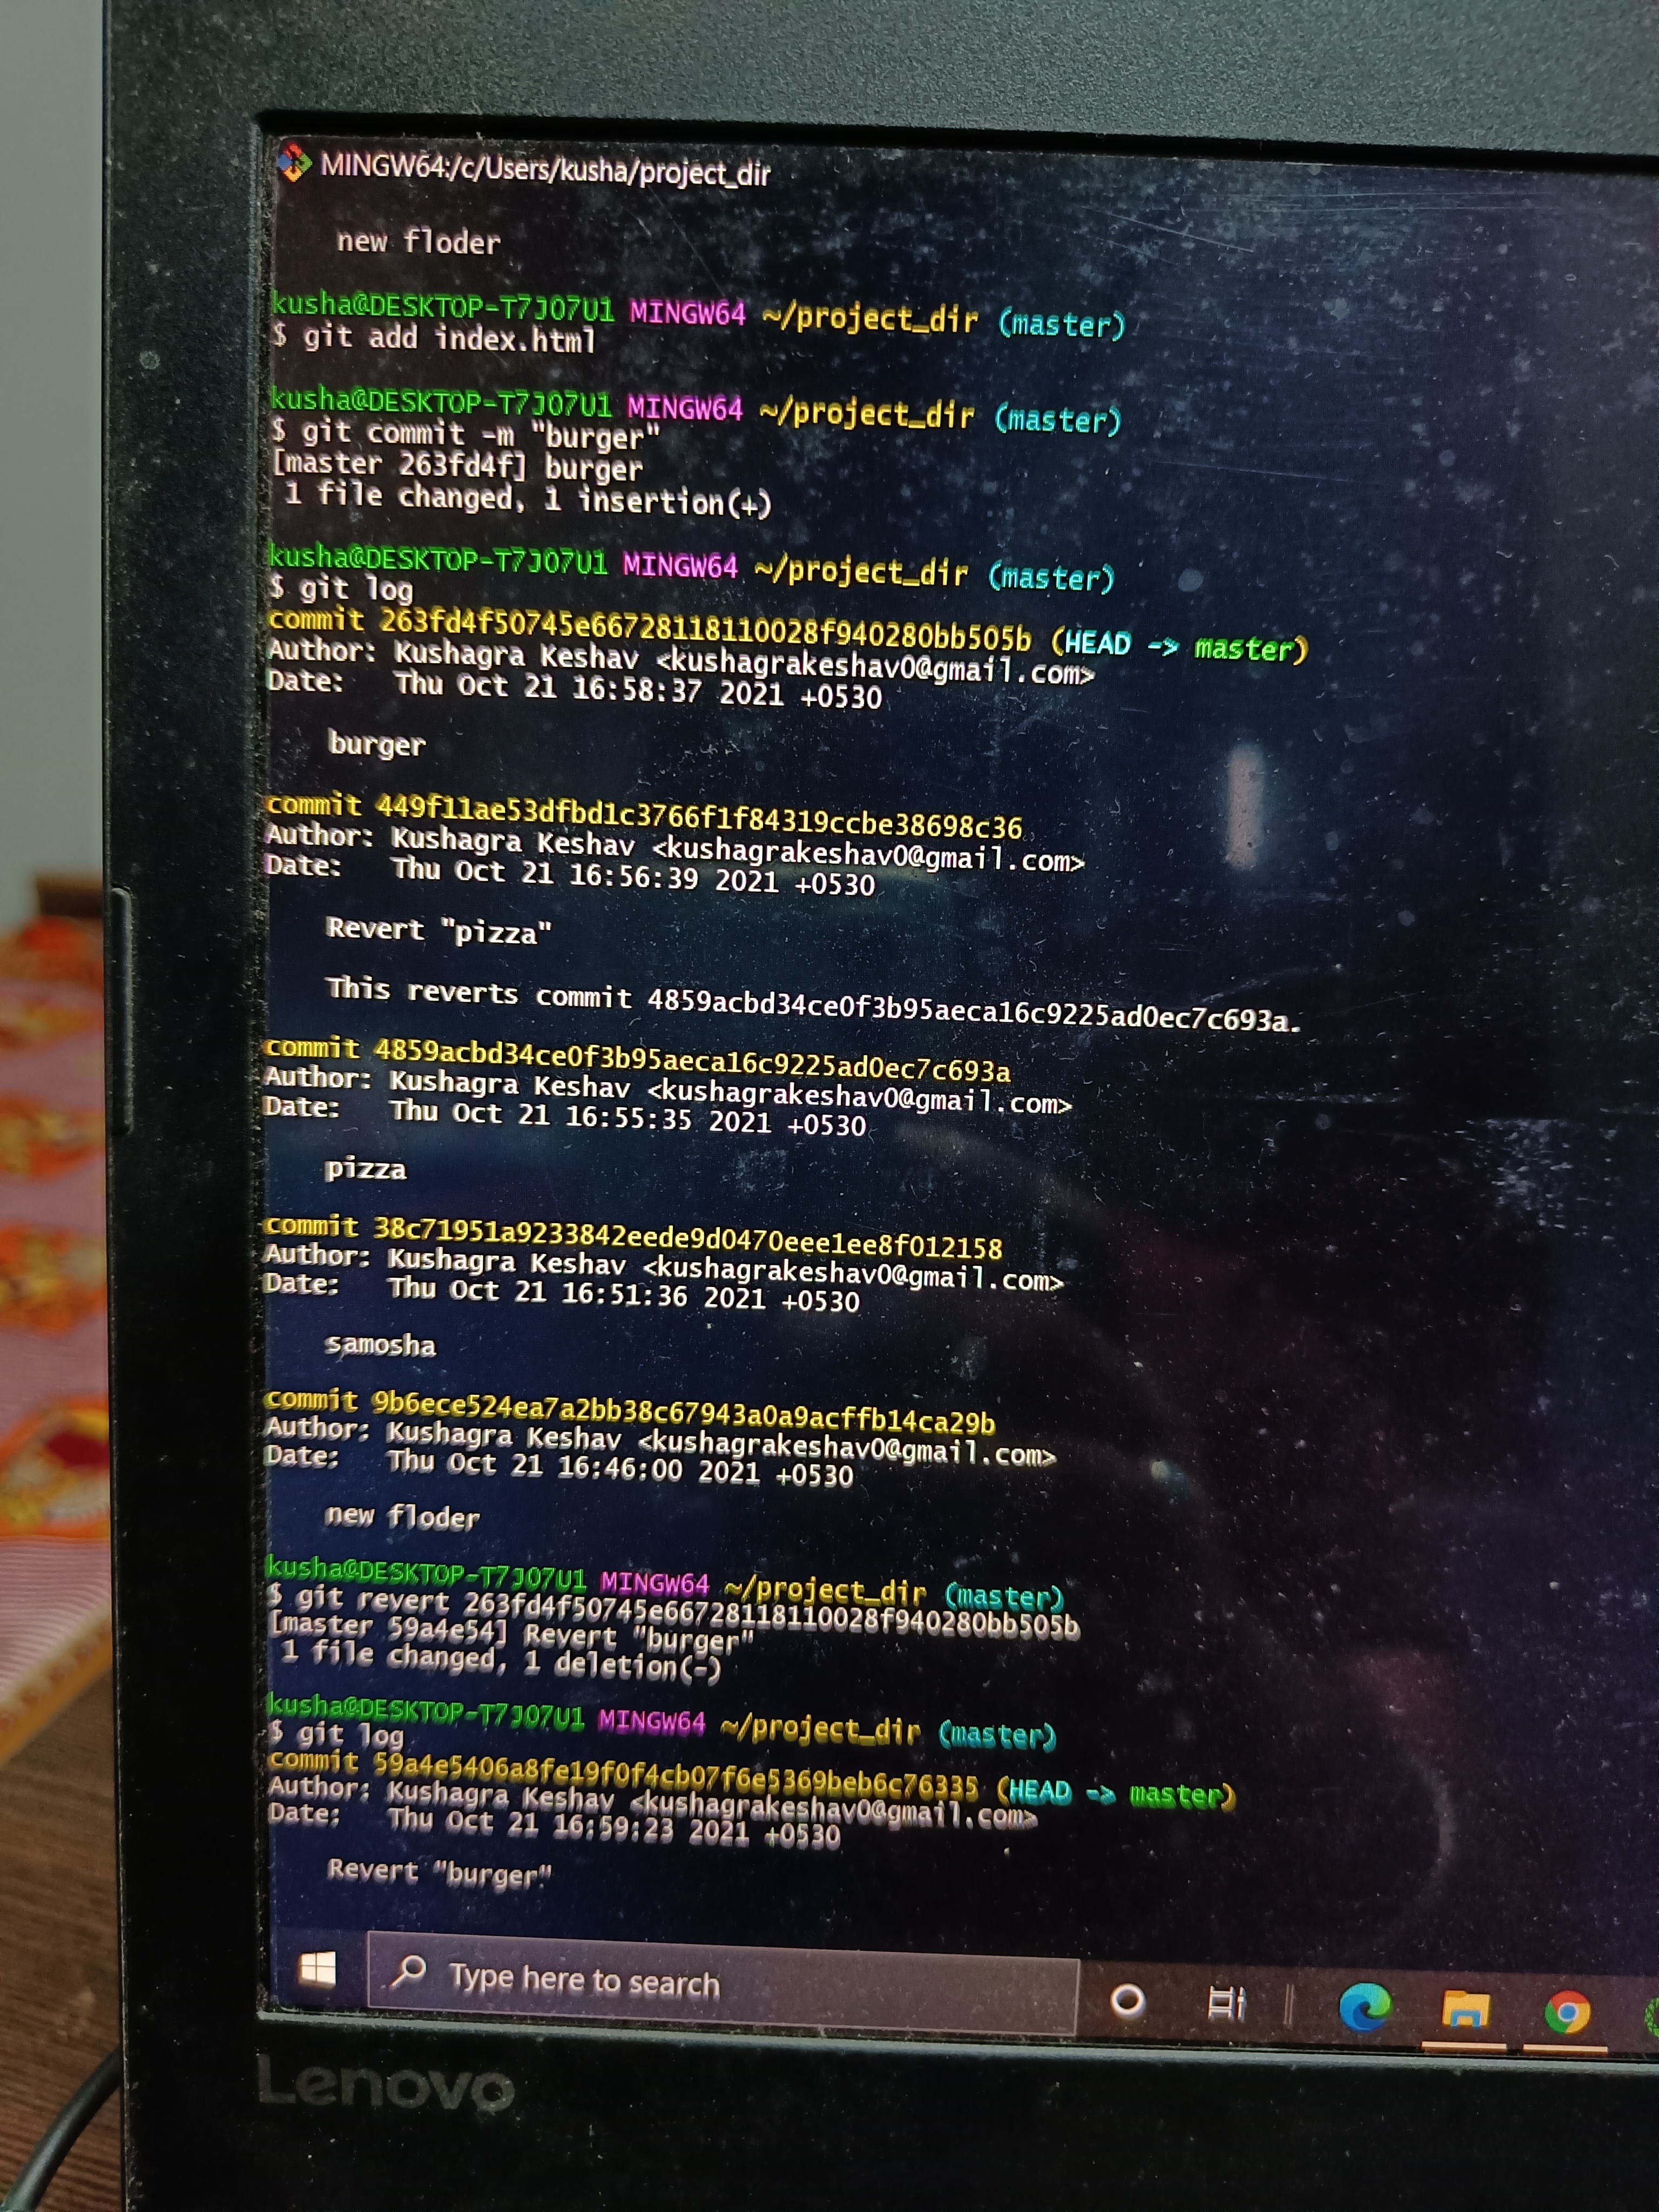 MINGW64:/c/Users/kusha/project_dir
new floder
kusha@DESKTOP-T7J07U1 MINGW64 ~/project_dir (master)
$ git add index.html
kusha@DESKTOP-T7J07U1 MINGW64 ~/project_dir (master)
$ git commit -m "burger"
[master 263fd4f] burger
1 file changed, 1 insertion(+)
kusha@DESKTOP-T7J07U1 MINGW64 ~/project_dir (master)
$ git log
commit 263fd4f50745e66728118110028f940280bb505b (HEAD -> master)
Author: Kushagra Keshav <kushagrakeshav0@gmail.com>
Date: Thu Oct 21 16:58:37 2021 +0530
burger
commit 449f11ae53dfbd1c3766f1f84319ccbe38698c36
Author: Kushagra Keshav <kushagrakeshav0@gmail.com>
Date: Thu Oct 21 16:56:39 2021 +0530
Revert "pizza"
This reverts commit 4859acbd34ce0f3b95aeca16c9225ad0ec7c693a.
commit 4859acbd34ce0f3b95aeca16c9225ad0ec7c693a
Author: Kushagra Keshav <kushagrakeshav0@gmail.com>
Date: Thu Oct 21 16:55:35 2021 +0530
pizza
commit 38c71951a9233842eede9d0470eee1ee8f012158
Author: Kushagra Keshav <kushagrakeshav0@gmail.com>
Date: Thu Oct 21 16:51:36 2021 +0530
samosha
commit 9b6ece524ea7a2bb38c67943a0a9acffb14ca29b
Author: Kushagra Keshav <kushagrakeshav0@gmail.com>
Date: Thu Oct 21 16:46:00 2021 +0530
new floder
kusha@DESKTOP-T7J07U1 MINGW64 ~/project_dir (master)
$ git revert 263fd4f50745e66728118110028f940280bb505b
[master 59a4e54] Revert "burger"
1 file changed, 1 deletion(-)
kusha@DESKTOP-T7J07U1 MINGW64 ~/project_dir (master)
$ git log
commit 59a4e5406a8fe19f0f4cb07f6e5369beb6c76335 (HEAD -> master)
Author: Kushagra Keshav <kushagrakeshav0@gmail.com>
Date: Thu Oct 21 16:59:23 2021 +0530
Revert "burger"
Type here to search
Lenovo